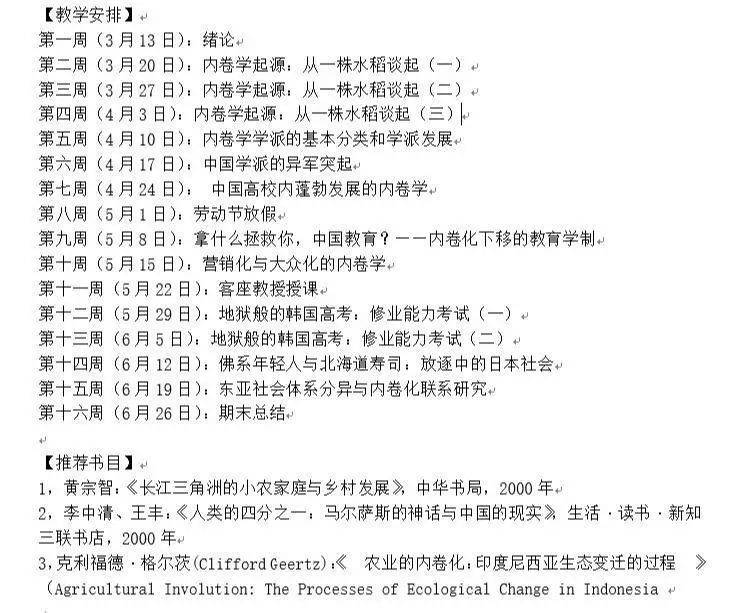 【教学安排】
第一周（3 月 13 日）：绪论
第二周（3 月 20 日）：内卷学起源：从一株水稻谈起（一）
第三周（3 月 27 日）：内卷学起源：从一株水稻谈起（二）
第四周（4 月 3 日）：内卷学起源：从一株水稻谈起（三）
第五周（4 月 10 日）：内卷学学派的基本分类和学派发展
第六周（4 月 17 日）：中国学派的异军突起
第七周（4 月 24 日）： 中国高校内蓬勃发展的内卷学
第八周（5 月 1 日）：劳动节放假
第九周（5 月 8 日）：拿什么拯救你，中国教育？——内卷化下移的教育学制
第十周（5 月 15 日）：营销化与大众化的内卷学
第十一周（5 月 22 日）：客座教授授课
第十二周（5 月 29 日）：地狱般的韩国高考：修业能力考试（一）
第十三周（6 月 5 日）：地狱般的韩国高考：修业能力考试（二）
第十四周（6 月 12 日）：佛系年轻人与北海道寿司：放逐中的日本社会
第十五周（6 月 19 日）：东亚社会体系分异与内卷化联系研究
第十六周（6 月 26 日）：期末总结
【推荐书目】
1，黄宗智：《长江三角洲的小农家庭与乡村发展》，中华书局，2000 年
2，李中清、王丰：《人类的四分之一：马尔萨斯的神话与中国的现实》，生活·读书·新知
三联书店，2000 年
3，克利福德·格尔茨(Clifford Geertz)：《 农业的内卷化：印度尼西亚生态变迁的过程 》
（Agricultural Involution: The Processes of Ecological Change in Indonesia